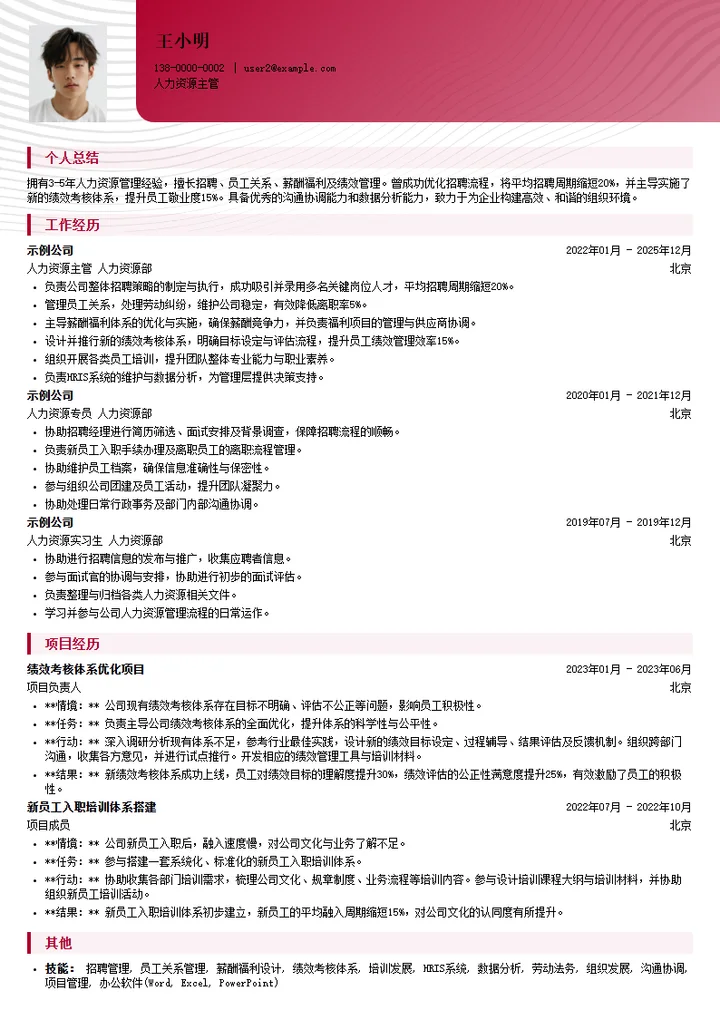 王小明
138-0000-0002 | user2@example.com
人力资源主管
个人总结
拥有3-5年人力资源管理经验，擅长招聘、员工关系、薪酬福利及绩效管理。曾成功优化招聘流程，将平均招聘周期缩短20%，并主导实施了
新的绩效考核体系，提升员工敬业度15%。具备优秀的沟通协调能力和数据分析能力，致力于为企业构建高效、和谐的组织环境。
工作经历
示例公司 2022年01月 - 2025年12月
人力资源主管 人力资源部 北京
• 负责公司整体招聘策略的制定与执行，成功吸引并录用多名关键岗位人才，平均招聘周期缩短20%。
• 管理员工关系，处理劳动纠纷，维护公司稳定，有效降低离职率5%。
• 主导薪酬福利体系的优化与实施，确保薪酬竞争力，并负责福利项目的管理与供应商协调。
• 设计并推行新的绩效考核体系，明确目标设定与评估流程，提升员工绩效管理效率15%。
• 组织开展各类员工培训，提升团队整体专业能力与职业素养。
• 负责HRIS系统的维护与数据分析，为管理层提供决策支持。
示例公司 2020年01月 - 2021年12月
人力资源专员 人力资源部 北京
• 协助招聘经理进行简历筛选、面试安排及背景调查，保障招聘流程的顺畅。
• 负责新员工入职手续办理及离职员工的离职流程管理。
• 协助维护员工档案，确保信息准确性与保密性。
• 参与组织公司团建及员工活动，提升团队凝聚力。
• 协助处理日常行政事务及部门内部沟通协调。
示例公司 2019年07月 - 2019年12月
人力资源实习生 人力资源部 北京
• 协助进行招聘信息的发布与推广，收集应聘者信息。
• 参与面试官的协调与安排，协助进行初步的面试评估。
• 负责整理与归档各类人力资源相关文件。
• 学习并参与公司人力资源管理流程的日常运作。
项目经历
绩效考核体系优化项目 2023年01月 - 2023年06月
项目负责人 北京
• **情境：** 公司现有绩效考核体系存在目标不明确、评估不公正等问题，影响员工积极性。
• **任务：** 负责主导公司绩效考核体系的全面优化，提升体系的科学性与公平性。
• **行动：** 深入调研分析现有体系不足，参考行业最佳实践，设计新的绩效目标设定、过程辅导、结果评估及反馈机制。组织跨部门
沟通，收集各方意见，并进行试点推行。开发相应的绩效管理工具与培训材料。
• **结果：** 新绩效考核体系成功上线，员工对绩效目标的理解度提升30%，绩效评估的公正性满意度提升25%，有效激励了员工的积极
性。
新员工入职培训体系搭建 2022年07月 - 2022年10月
项目成员 北京
• **情境：** 公司新员工入职后，融入速度慢，对公司文化与业务了解不足。
• **任务：** 参与搭建一套系统化、标准化的新员工入职培训体系。
• **行动：** 协助收集各部门培训需求，梳理公司文化、规章制度、业务流程等培训内容。参与设计培训课程大纲与培训材料，并协助
组织新员工培训活动。
• **结果：** 新员工入职培训体系初步建立，新员工的平均融入周期缩短15%，对公司文化的认同度有所提升。
其他
• 技能： 招聘管理, 员工关系管理, 薪酬福利设计, 绩效考核体系, 培训发展, HRIS系统, 数据分析, 劳动法务, 组织发展, 沟通协调,
项目管理, 办公软件(Word, Excel, PowerPoint)